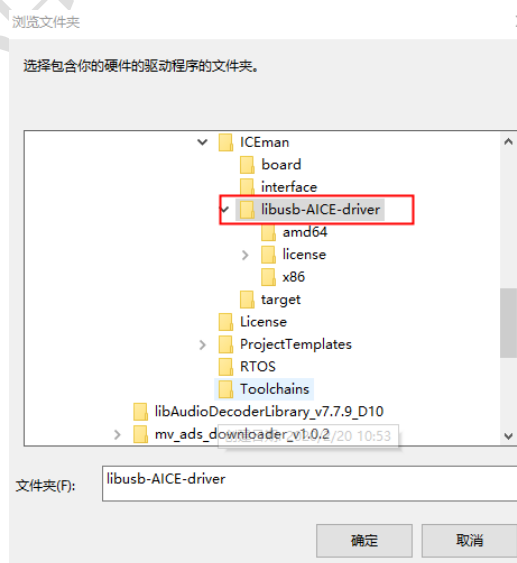 浏览文件夹
选择包含你的硬件的驱动程序的文件夹。
ICEman
board
interface
libusb-AICE-driver
amd64
license
x86
target
License
ProjectTemplates
RTOS
Toolchains
libAudioDecoderLibrary_v7.7.9_D10
mv_ads_downloader_v1.0.2
/20 10:53
文件夹(F):
libusb-AICE-driver
确定
取消